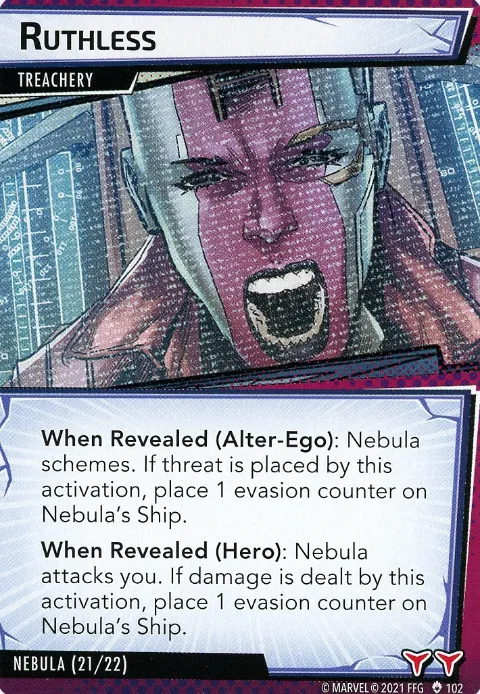 RUTHLESS
TREACHERY
When Revealed (Alter-Ego): Nebula
schemes. If threat is placed by this
activation, place 1 evasion counter on
Nebula's Ship.
When Revealed (Hero): Nebula
attacks you. If damage is dealt by this
activation, place 1 evasion counter on
Nebula's Ship.
NEBULA (21/22)
© MARVEL © 2021 FFG 102